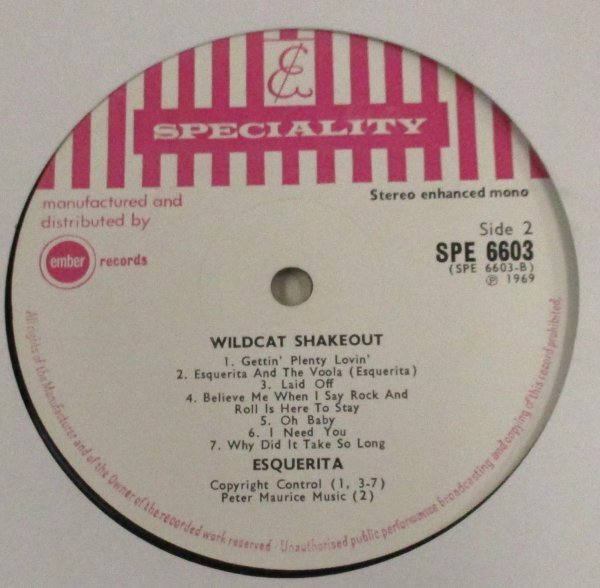 SPECIALITY
manufactured and
distributed by
ember records
Stereo enhanced mono
Side 2
SPE 6603
(SPE 6603-B)
℗ 1969
WILDCAT SHAKEOUT
1. Gettin' Plenty Lovin'
2. Esquerita And The Voola (Esquerita)
3. Laid Off
4. Believe Me When I Say Rock And
Roll Is Here To Stay
5. Oh Baby
6. I Need You
7. Why Did It Take So Long
ESQUERITA
Copyright Control (1, 3-7)
Peter Maurice Music (2)
All rights of the Manufacturer and of the Owner of the recorded work reserved - Unauthorised public performance broadcasting and copying of this record prohibited.